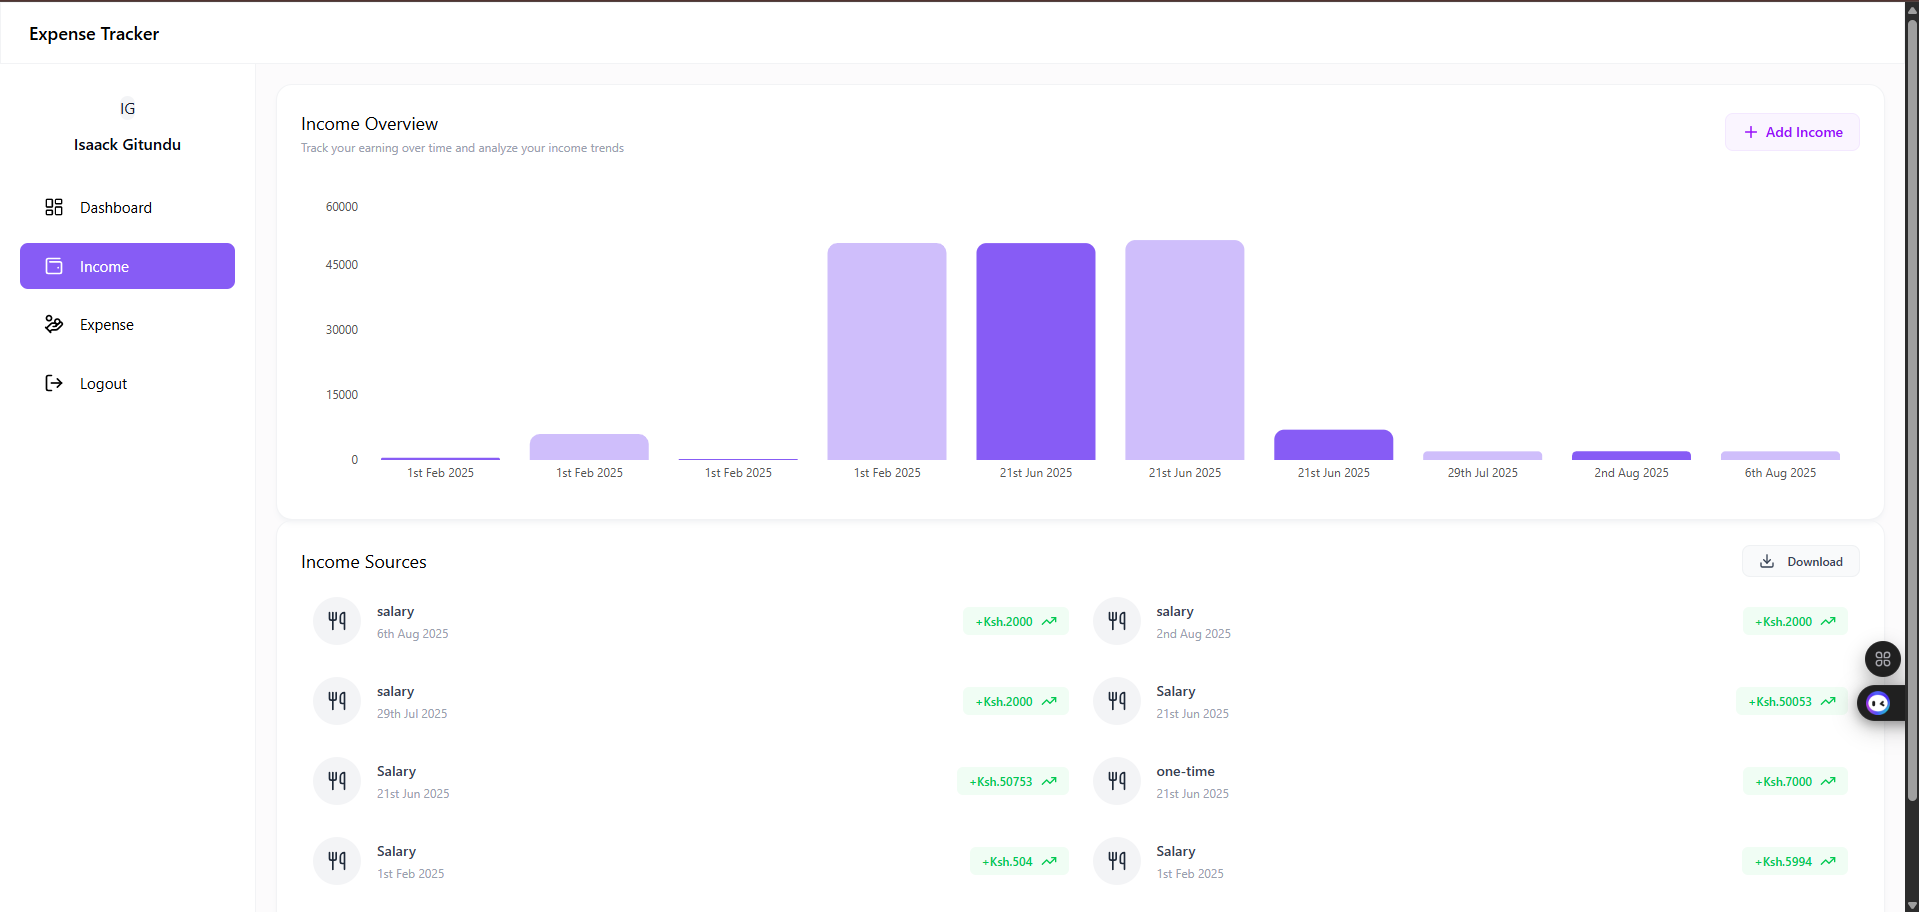 Expense Tracker
IG
Isaack Gitundu
Dashboard
Income
Expense
Logout
Income Overview
Track your earning over time and analyze your income trends
Add Income
60000
45000
30000
15000
0
1st Feb 2025
1st Feb 2025
1st Feb 2025
1st Feb 2025
21st Jun 2025
21st Jun 2025
21st Jun 2025
29th Jul 2025
2nd Aug 2025
6th Aug 2025
Income Sources
Download
salary
6th Aug 2025
+Ksh.2000
salary
2nd Aug 2025
+Ksh.2000
salary
29th Jul 2025
+Ksh.2000
Salary
21st Jun 2025
+Ksh.50053
Salary
21st Jun 2025
+Ksh.50753
one-time
21st Jun 2025
+Ksh.7000
Salary
1st Feb 2025
+Ksh.504
Salary
1st Feb 2025
+Ksh.5994